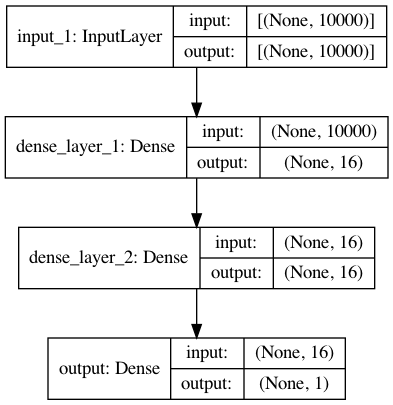 input_1: InputLayer
input: [(None, 10000)]
output: [(None, 10000)]
dense_layer_1: Dense
input: (None, 10000)
output: (None, 16)
dense_layer_2: Dense
input: (None, 16)
output: (None, 16)
output: Dense
input: (None, 16)
output: (None, 1)